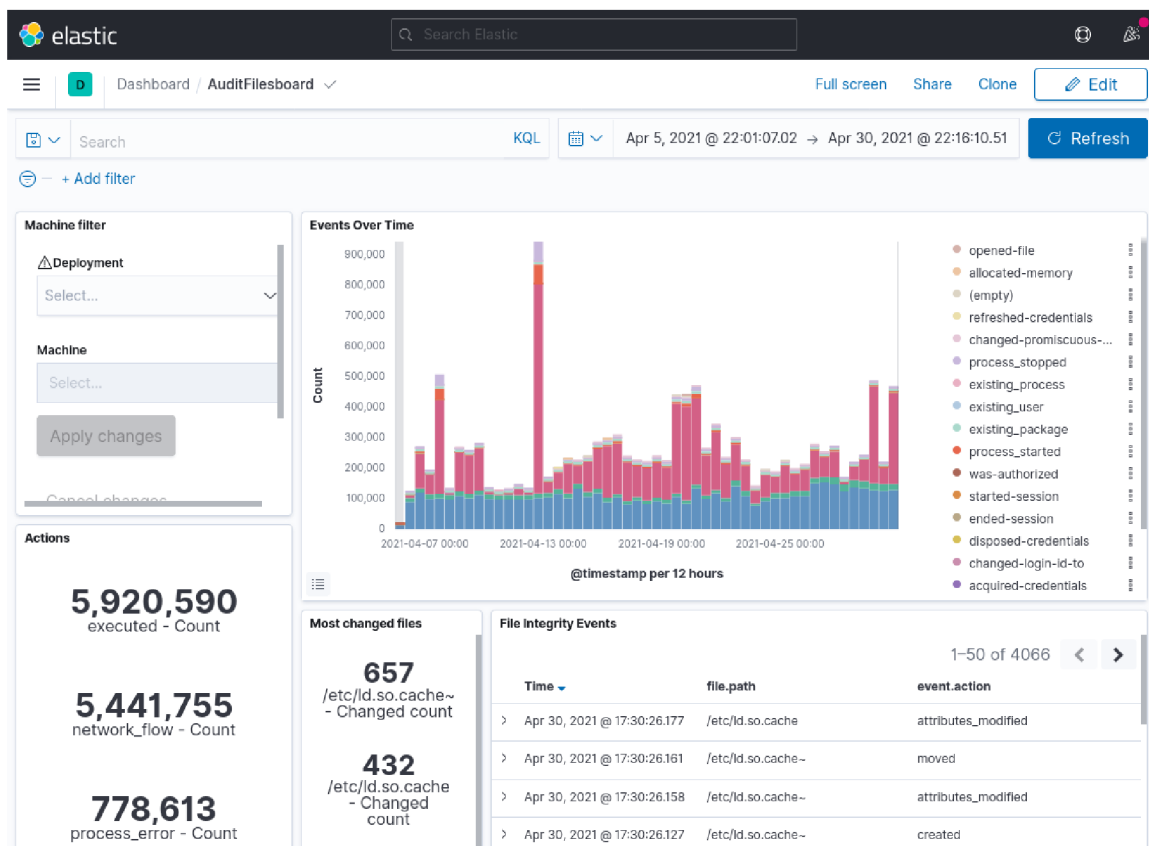 elastic
Search Elastic
D
Dashboard / AuditFilesboard
Full screen
Share
Clone
Edit
Search
KQL
Apr 5, 2021 @ 22:01:07.02 → Apr 30, 2021 @ 22:16:10.51
Refresh
+ Add filter
Machine filter
Deployment
Select...
Machine
Select...
Apply changes
Cancel changes
Events Over Time
900,000
800,000
700,000
600,000
500,000
400,000
300,000
200,000
100,000
0
Count
2021-04-07 00:00
2021-04-13 00:00
2021-04-19 00:00
2021-04-25 00:00
@timestamp per 12 hours
opened-file
allocated-memory
(empty)
refreshed-credentials
changed-promiscuous-...
process_stopped
existing_process
existing_user
existing_package
process_started
was-authorized
started-session
ended-session
disposed-credentials
changed-login-id-to
acquired-credentials
Actions
5,920,590
executed - Count
5,441,755
network_flow - Count
778,613
process_error - Count
Most changed files
657
/etc/ld.so.cache~
- Changed count
432
/etc/ld.so.cache
- Changed
count
File Integrity Events
1–50 of 4066
Time
file.path
event.action
Apr 30, 2021 @ 17:30:26.177 /etc/ld.so.cache attributes_modified
Apr 30, 2021 @ 17:30:26.161 /etc/ld.so.cache~ moved
Apr 30, 2021 @ 17:30:26.158 /etc/ld.so.cache~ attributes_modified
Apr 30, 2021 @ 17:30:26.127 /etc/ld.so.cache~ created